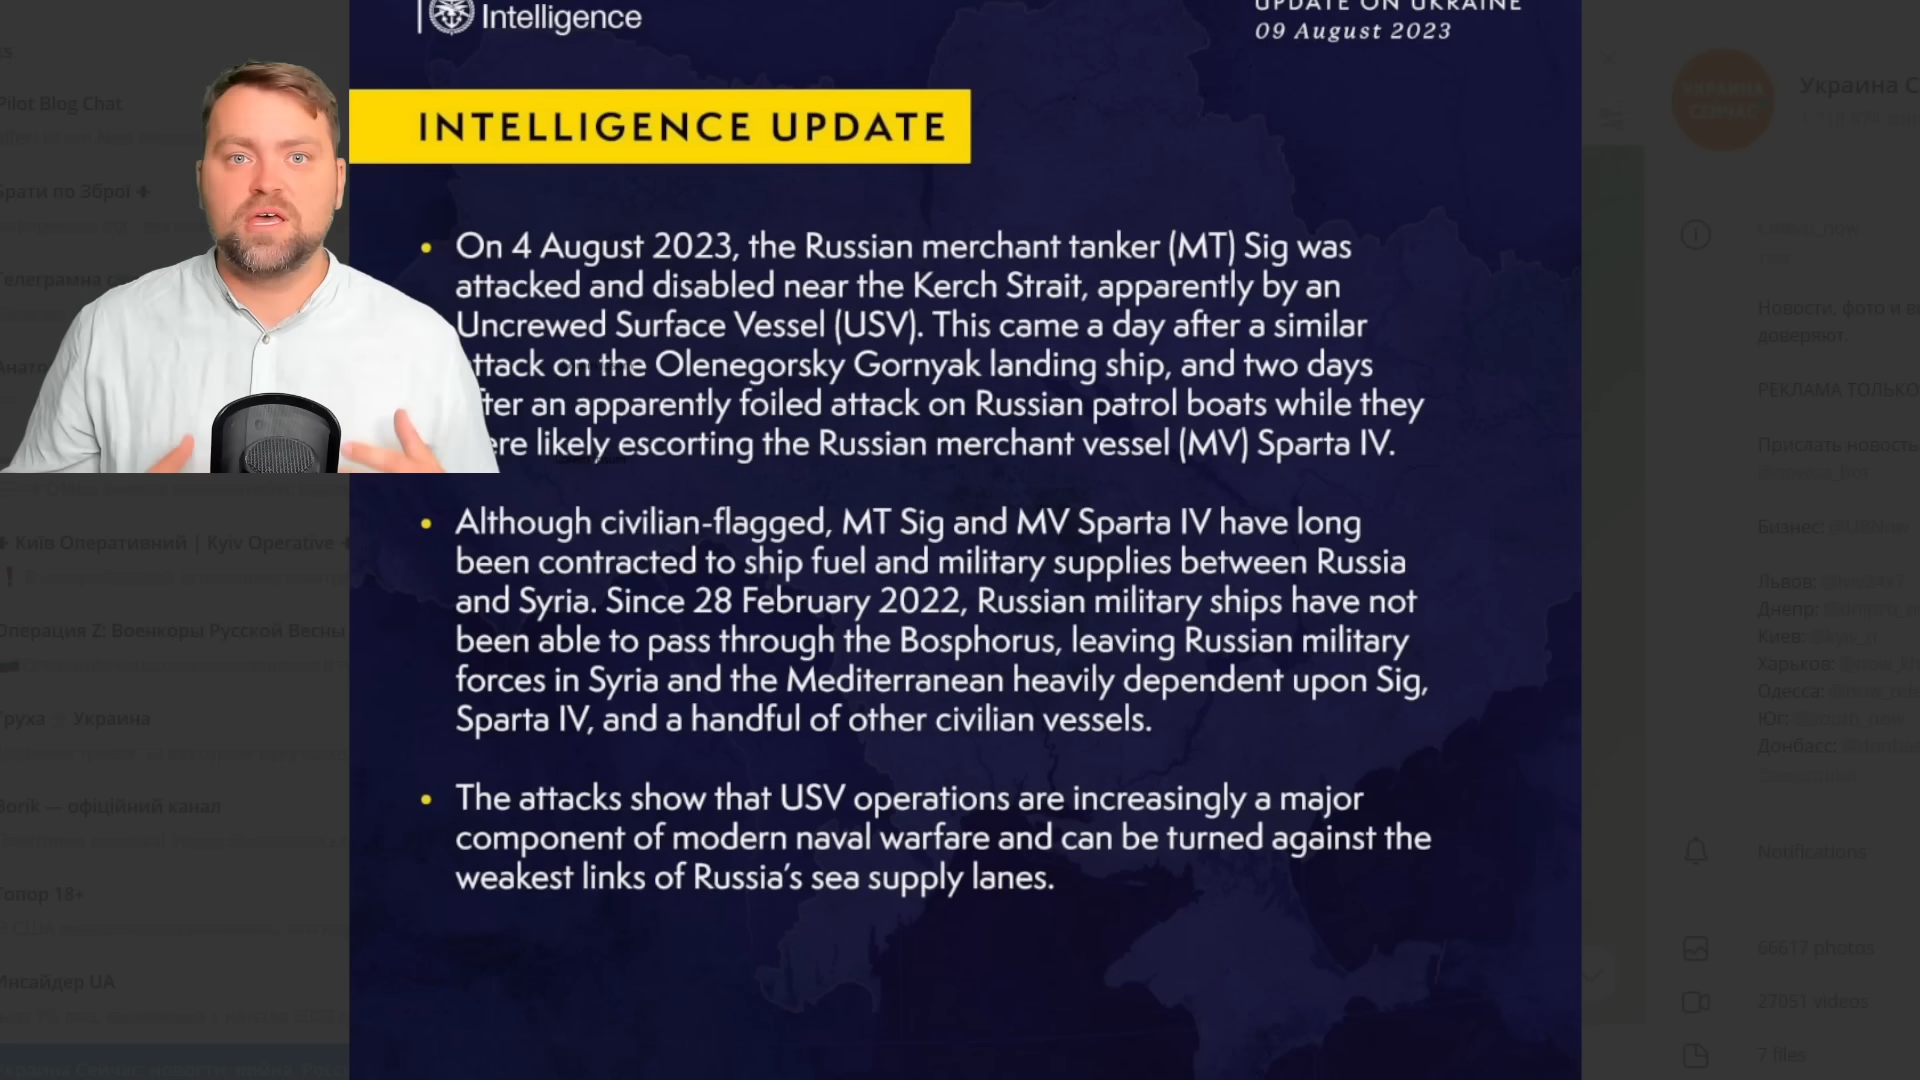 UPDATE ON UKRAINE
Intelligence
09 August 2023
INTELLIGENCE UPDATE
On 4 August 2023, the Russian merchant tanker (MT) Sig was
attacked and disabled near the Kerch Strait, apparently by an
Uncrewed Surface Vessel (USV). This came a day after a similar
ttack on the Olenegorsky Gornyak landing ship, and two days
ter an apparently foiled attack on Russian patrol boats while they
ere likely escorting the Russian merchant vessel (MV) Sparta IV.
Although civilian-flagged, MT Sig and MV Sparta IV have long
been contracted to ship fuel and military supplies between Russia
and Syria. Since 28 February 2022, Russian military ships have not
been able to pass through the Bosphorus, leaving Russian military
forces in Syria and the Mediterranean heavily dependent upon Sig,
Sparta IV, and a handful of other civilian vessels.
The attacks show that USV operations are increasingly a major
component of modern naval warfare and can be turned against the
weakest links of Russia's sea supply lanes.
Pilot Blog Chat
Брати по Зброї
Київ Оперативний | Kyiv Operative
Операция Z: Военкоры Русской Весны
Труха Украина
Borik — офіційний канал
Топор 18+
Инсайдер UA
УКРАИНА
СЕЙЧАС
Украина С
Новости, фото и в
доверяют.
РЕКЛАМА ТОЛЬКО
Прислать новость
Бизнес:
Львов:
Днепр:
Киев:
Харьков:
Одесса:
Юг:
Донбасс:
Notifications
66617 photos
27051 videos
7 files